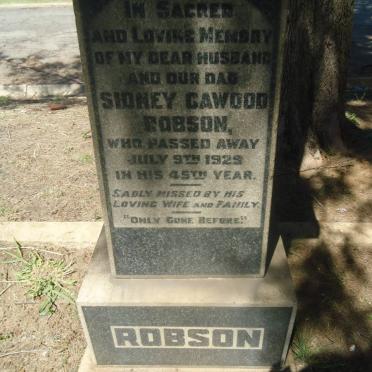 IN SACRED
AND LOVING MEMORY
OF MY DEAR HUSBAND
AND OUR DAD
SIDNEY CAWOOD
ROBSON,
WHO PASSED AWAY
JULY 9TH 1929
IN HIS 45TH YEAR.
SADLY MISSED BY HIS
LOVING WIFE AND FAMILY.
"ONLY GONE BEFORE."
ROBSON